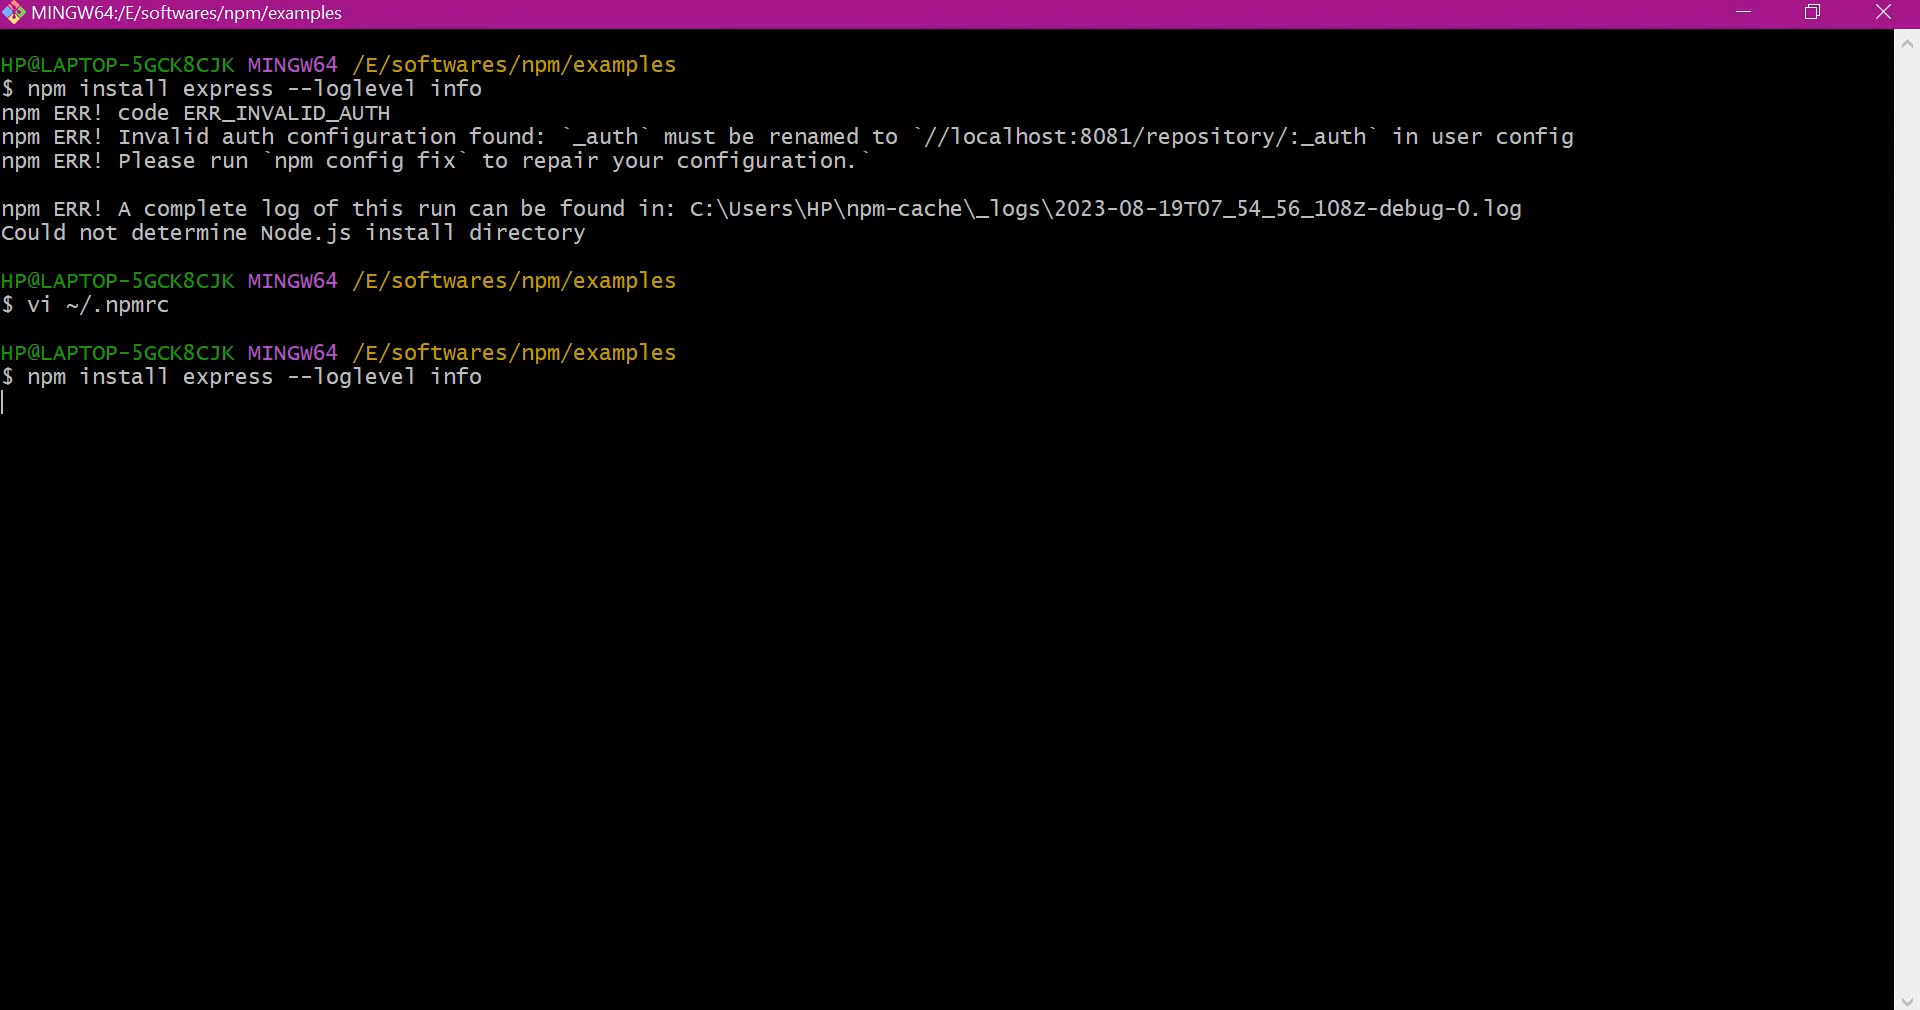 MINGW64:/E/softwares/npm/examples
HP@LAPTOP-5GCK8CJK MINGW64 /E/softwares/npm/examples
$ npm install express --loglevel info
npm ERR! code ERR_INVALID_AUTH
npm ERR! Invalid auth configuration found: `_auth` must be renamed to `//localhost:8081/repository/:_auth` in user config
npm ERR! Please run `npm config fix` to repair your configuration.`
npm ERR! A complete log of this run can be found in: C:\Users\HP\npm-cache\_logs\2023-08-19T07_54_56_108Z-debug-0.log
Could not determine Node.js install directory
HP@LAPTOP-5GCK8CJK MINGW64 /E/softwares/npm/examples
$ vi ~/.npmrc
HP@LAPTOP-5GCK8CJK MINGW64 /E/softwares/npm/examples
$ npm install express --loglevel info